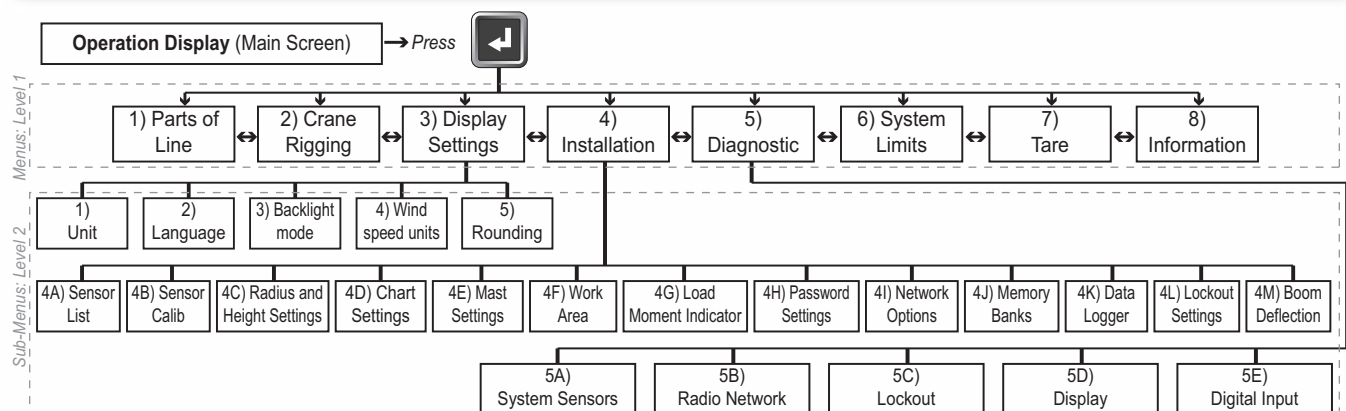 Operation Display (Main Screen)
Press
Menus: Level 1
1) Parts of
Line
2) Crane
Rigging
3) Display
Settings
4)
Installation
5)
Diagnostic
6) System
Limits
7)
Tare
8)
Information
Sub-Menus: Level 2
1)
Unit
2)
Language
3) Backlight
mode
4) Wind
speed units
5)
Rounding
4A) Sensor
List
4B) Sensor
Calib
4C) Radius and
Height Settings
4D) Chart
Settings
4E) Mast
Settings
4F) Work
Area
4G) Load
Moment Indicator
4H) Password
Settings
4I) Network
Options
4J) Memory
Banks
4K) Data
Logger
4L) Lockout
Settings
4M) Boom
Deflection
5A)
System Sensors
5B)
Radio Network
5C)
Lockout
5D)
Display
5E)
Digital Input